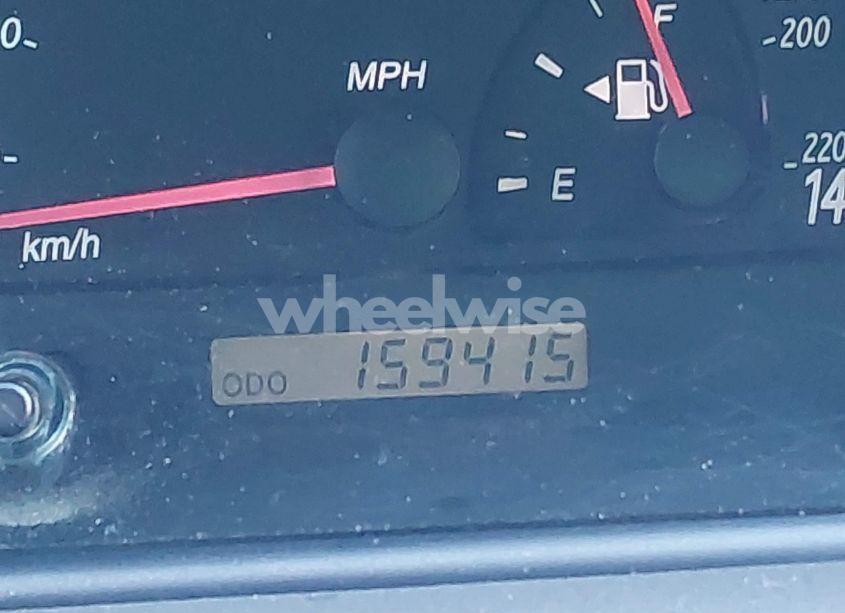 0
F
200
MPH
220
E
14
km/h
wheelwise
ODO 159415